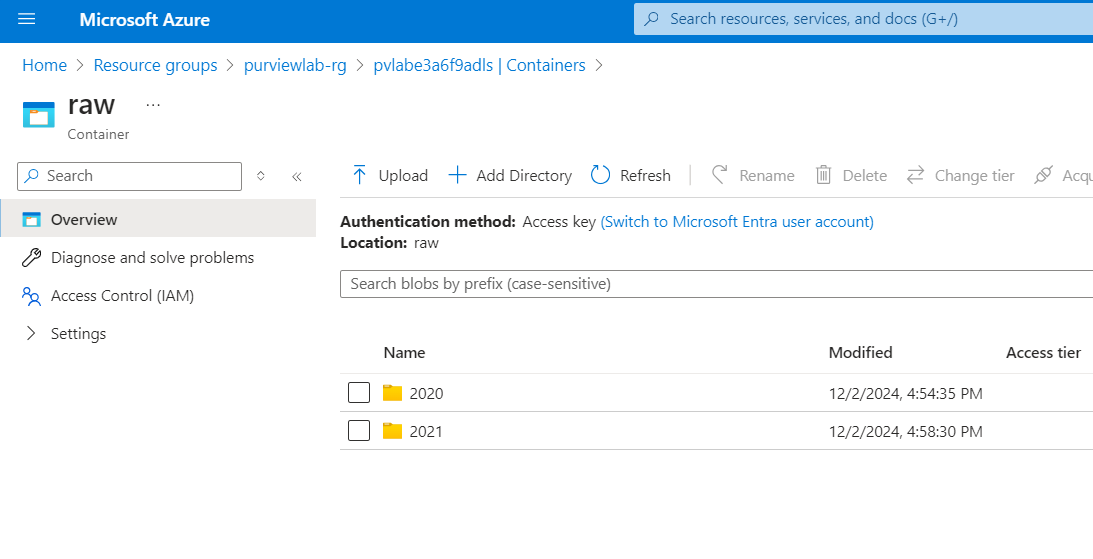 Microsoft Azure
Search resources, services, and docs (G+/)
Home > Resource groups > purviewlab-rg > pvlabe3a6f9adls | Containers >
raw ...
Container
Search
Upload Add Directory Refresh Rename Delete Change tier Acqu
Overview
Diagnose and solve problems
Access Control (IAM)
Settings
Authentication method: Access key (Switch to Microsoft Entra user account)
Location: raw
Search blobs by prefix (case-sensitive)
Name Modified Access tier
2020 12/2/2024, 4:54:35 PM
2021 12/2/2024, 4:58:30 PM